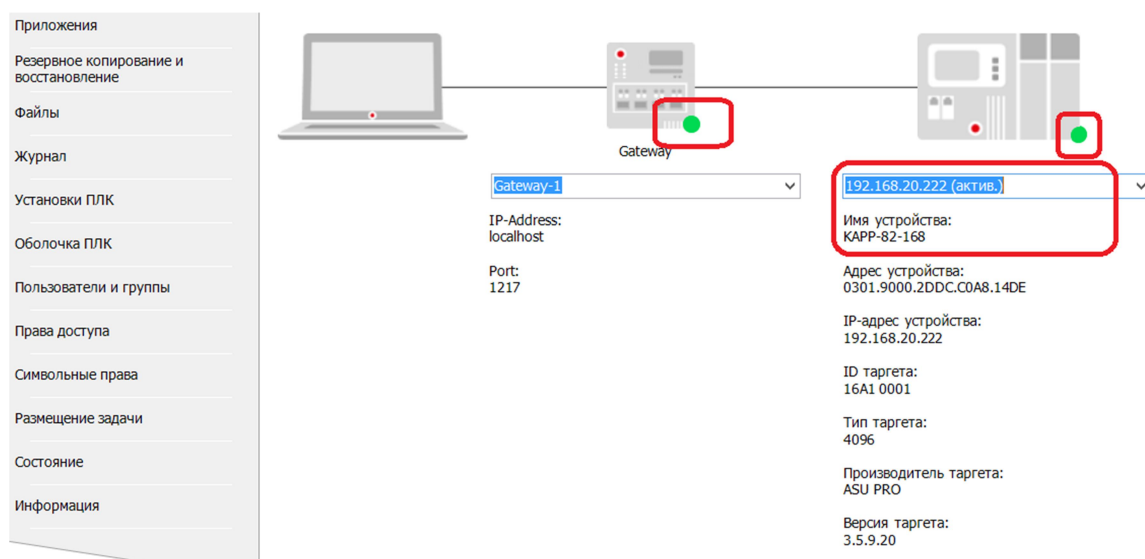 Приложения
Резервное копирование и
восстановление
Файлы
Журнал
Установки ПЛК
Оболочка ПЛК
Пользователи и группы
Права доступа
Символьные права
Размещение задачи
Состояние
Информация
Gateway
Gateway-1
IP-Address:
localhost
Port:
1217
192.168.20.222 (актив.)
Имя устройства:
KAPP-82-168
Адрес устройства:
0301.9000.2DDC.C0A8.14DE
IP-адрес устройства:
192.168.20.222
ID таргета:
16A1 0001
Тип таргета:
4096
Производитель таргета:
ASU PRO
Версия таргета:
3.5.9.20